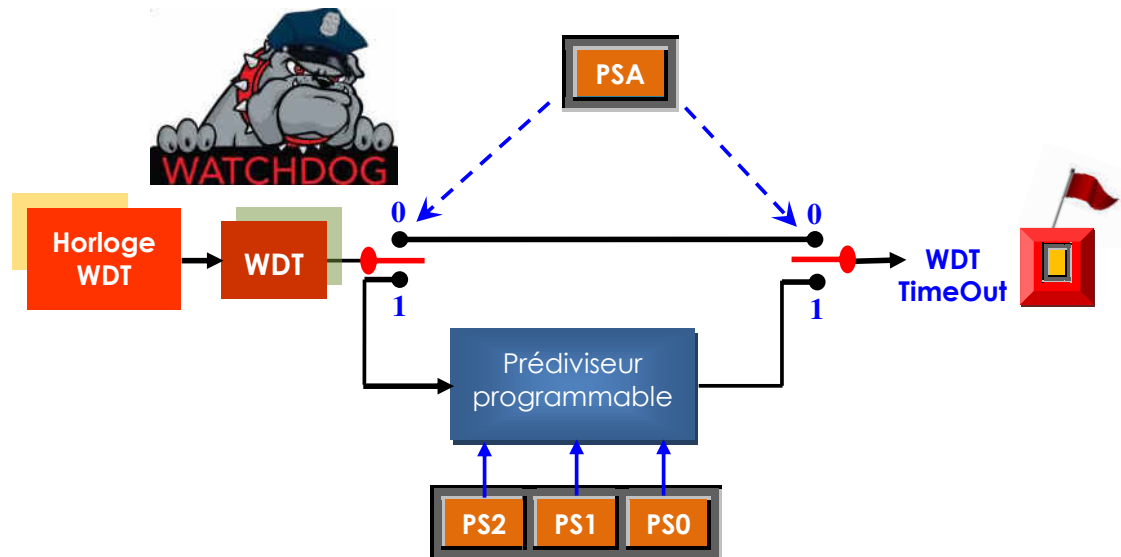 PSA
WATCHDOG
0
0
Horloge
WDT
WDT
WDT
TimeOut
1
1
Prédiviseur
programmable
PS2
PS1
PS0